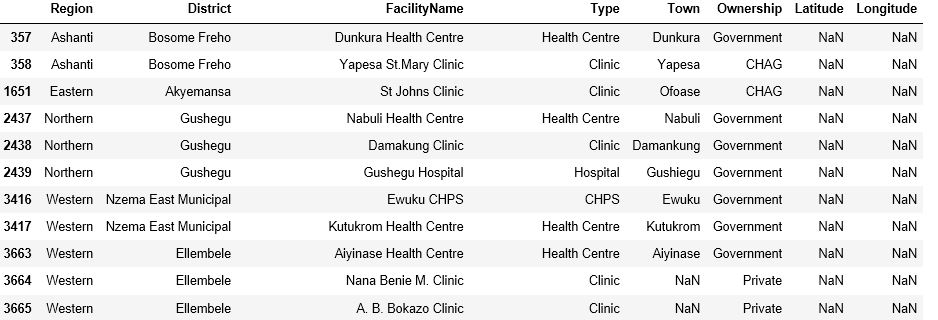 Region District FacilityName Type Town Ownership Latitude Longitude
357 Ashanti Bosome Freho Dunkura Health Centre Health Centre Dunkura Government NaN NaN
358 Ashanti Bosome Freho Yapesa St.Mary Clinic Clinic Yapesa CHAG NaN NaN
1651 Eastern Akyemansa St Johns Clinic Clinic Ofoase CHAG NaN NaN
2437 Northern Gushegu Nabuli Health Centre Health Centre Nabuli Government NaN NaN
2438 Northern Gushegu Damakung Clinic Clinic Damankung Government NaN NaN
2439 Northern Gushegu Gushegu Hospital Hospital Gushiegu Government NaN NaN
3416 Western Nzema East Municipal Ewuku CHPS CHPS Ewuku Government NaN NaN
3417 Western Nzema East Municipal Kutukrom Health Centre Health Centre Kutukrom Government NaN NaN
3663 Western Ellembele Aiyinase Health Centre Health Centre Aiyinase Government NaN NaN
3664 Western Ellembele Nana Benie M. Clinic Clinic NaN Private NaN NaN
3665 Western Ellembele A. B. Bokazo Clinic Clinic NaN Private NaN NaN